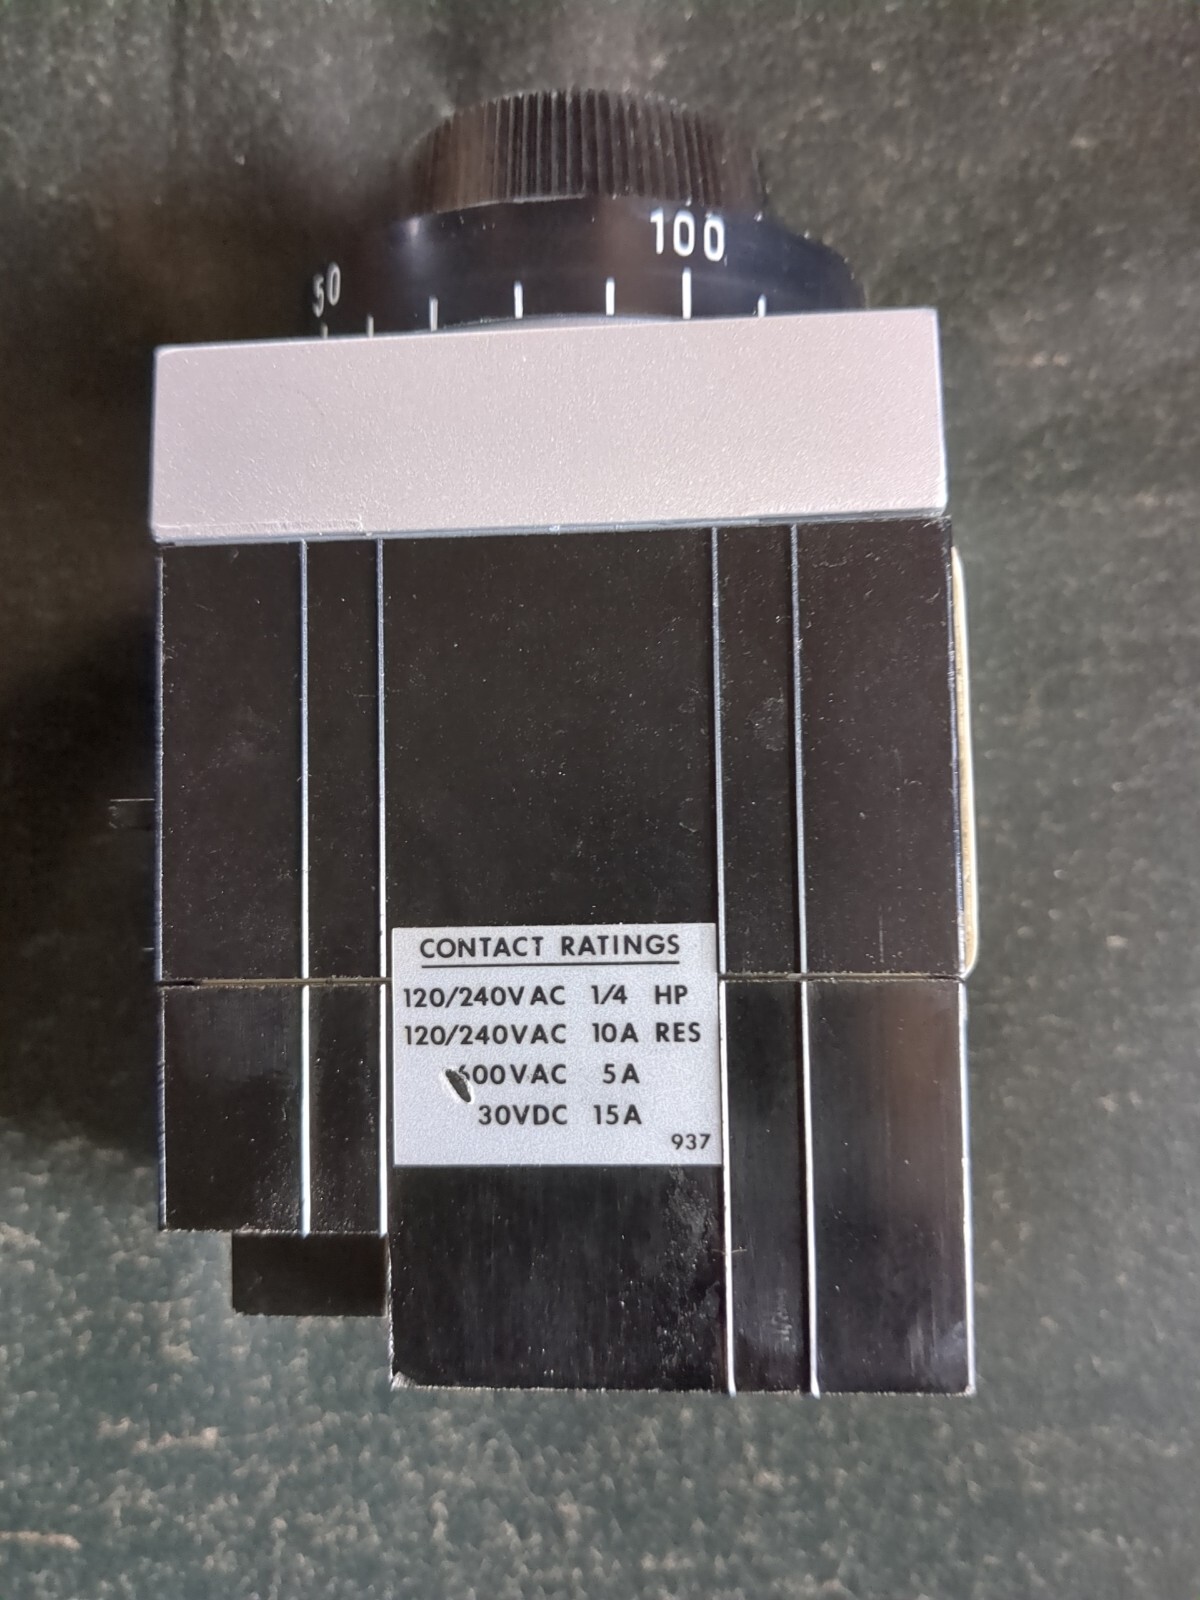 50
100
CONTACT RATINGS
120/240VAC 1/4 HP
120/240VAC 10A RES
600VAC 5A
30VDC 15A
937